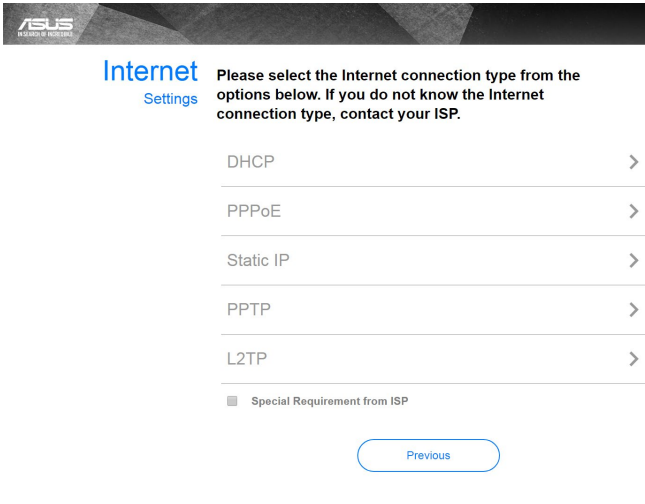 ASUS
IN SEARCH OF INCREDIBLE
Internet
Settings
Please select the Internet connection type from the
options below. If you do not know the Internet
connection type, contact your ISP.
DHCP
PPPoE
Static IP
PPTP
L2TP
Special Requirement from ISP
Previous